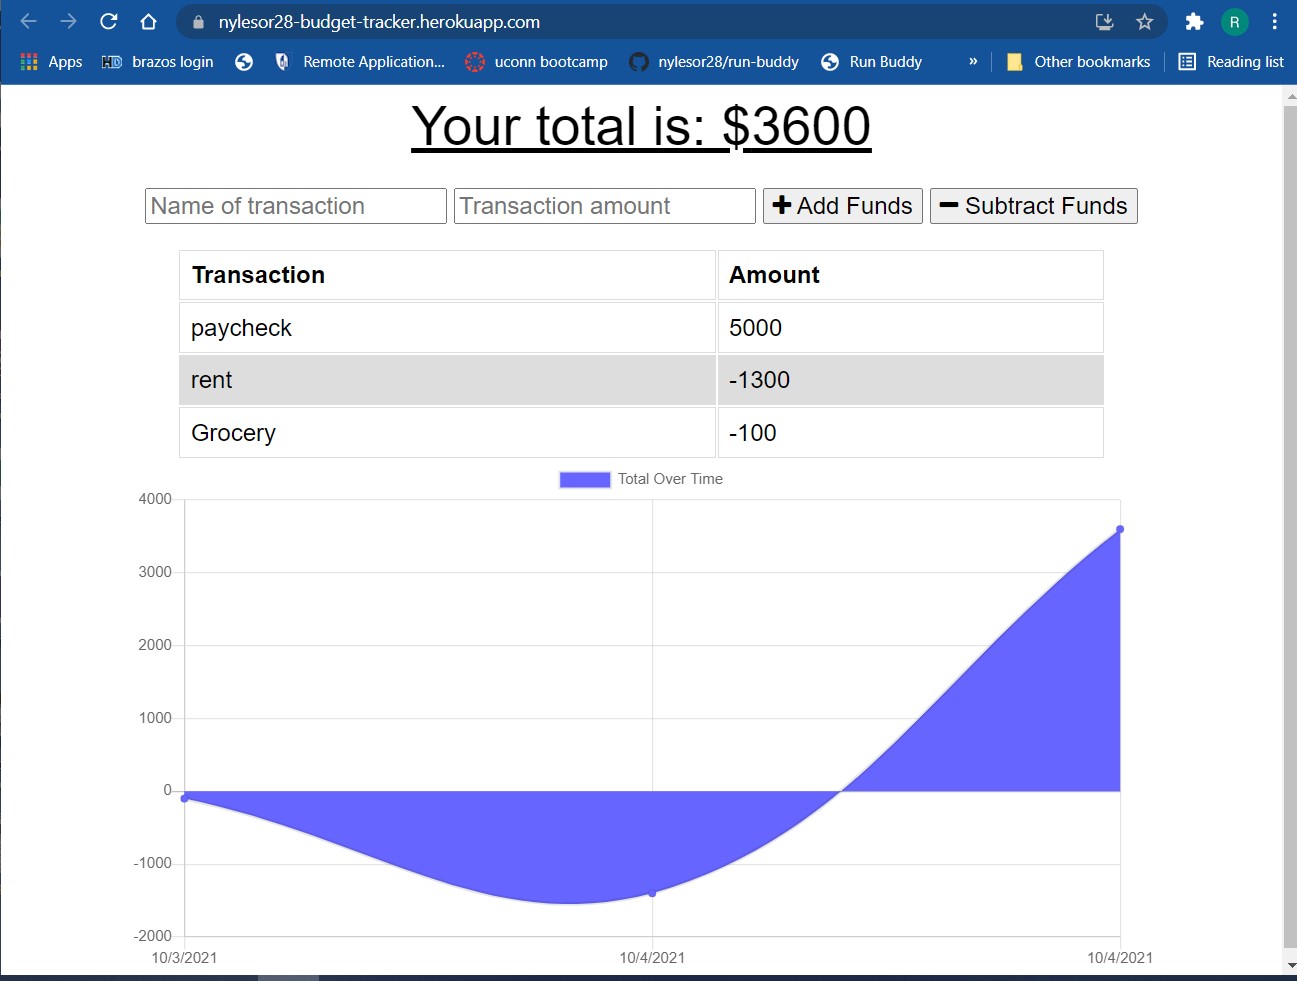 nylesor28-budget-tracker.herokuapp.com
R
Apps HD brazos login Remote Application... uconn bootcamp nylesor28/run-buddy Run Buddy » Other bookmarks Reading list
Your total is: $3600
Name of transaction Transaction amount + Add Funds − Subtract Funds
Transaction Amount
paycheck 5000
rent -1300
Grocery -100
Total Over Time
4000
3000
2000
1000
0
-1000
-2000
10/3/2021 10/4/2021 10/4/2021